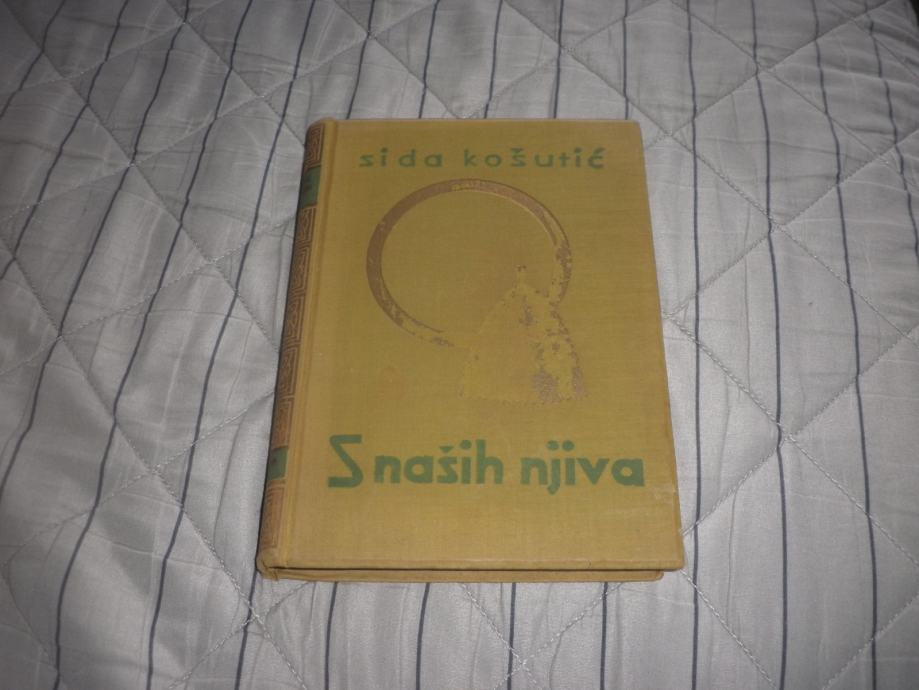 sida košutić
S naših njiva